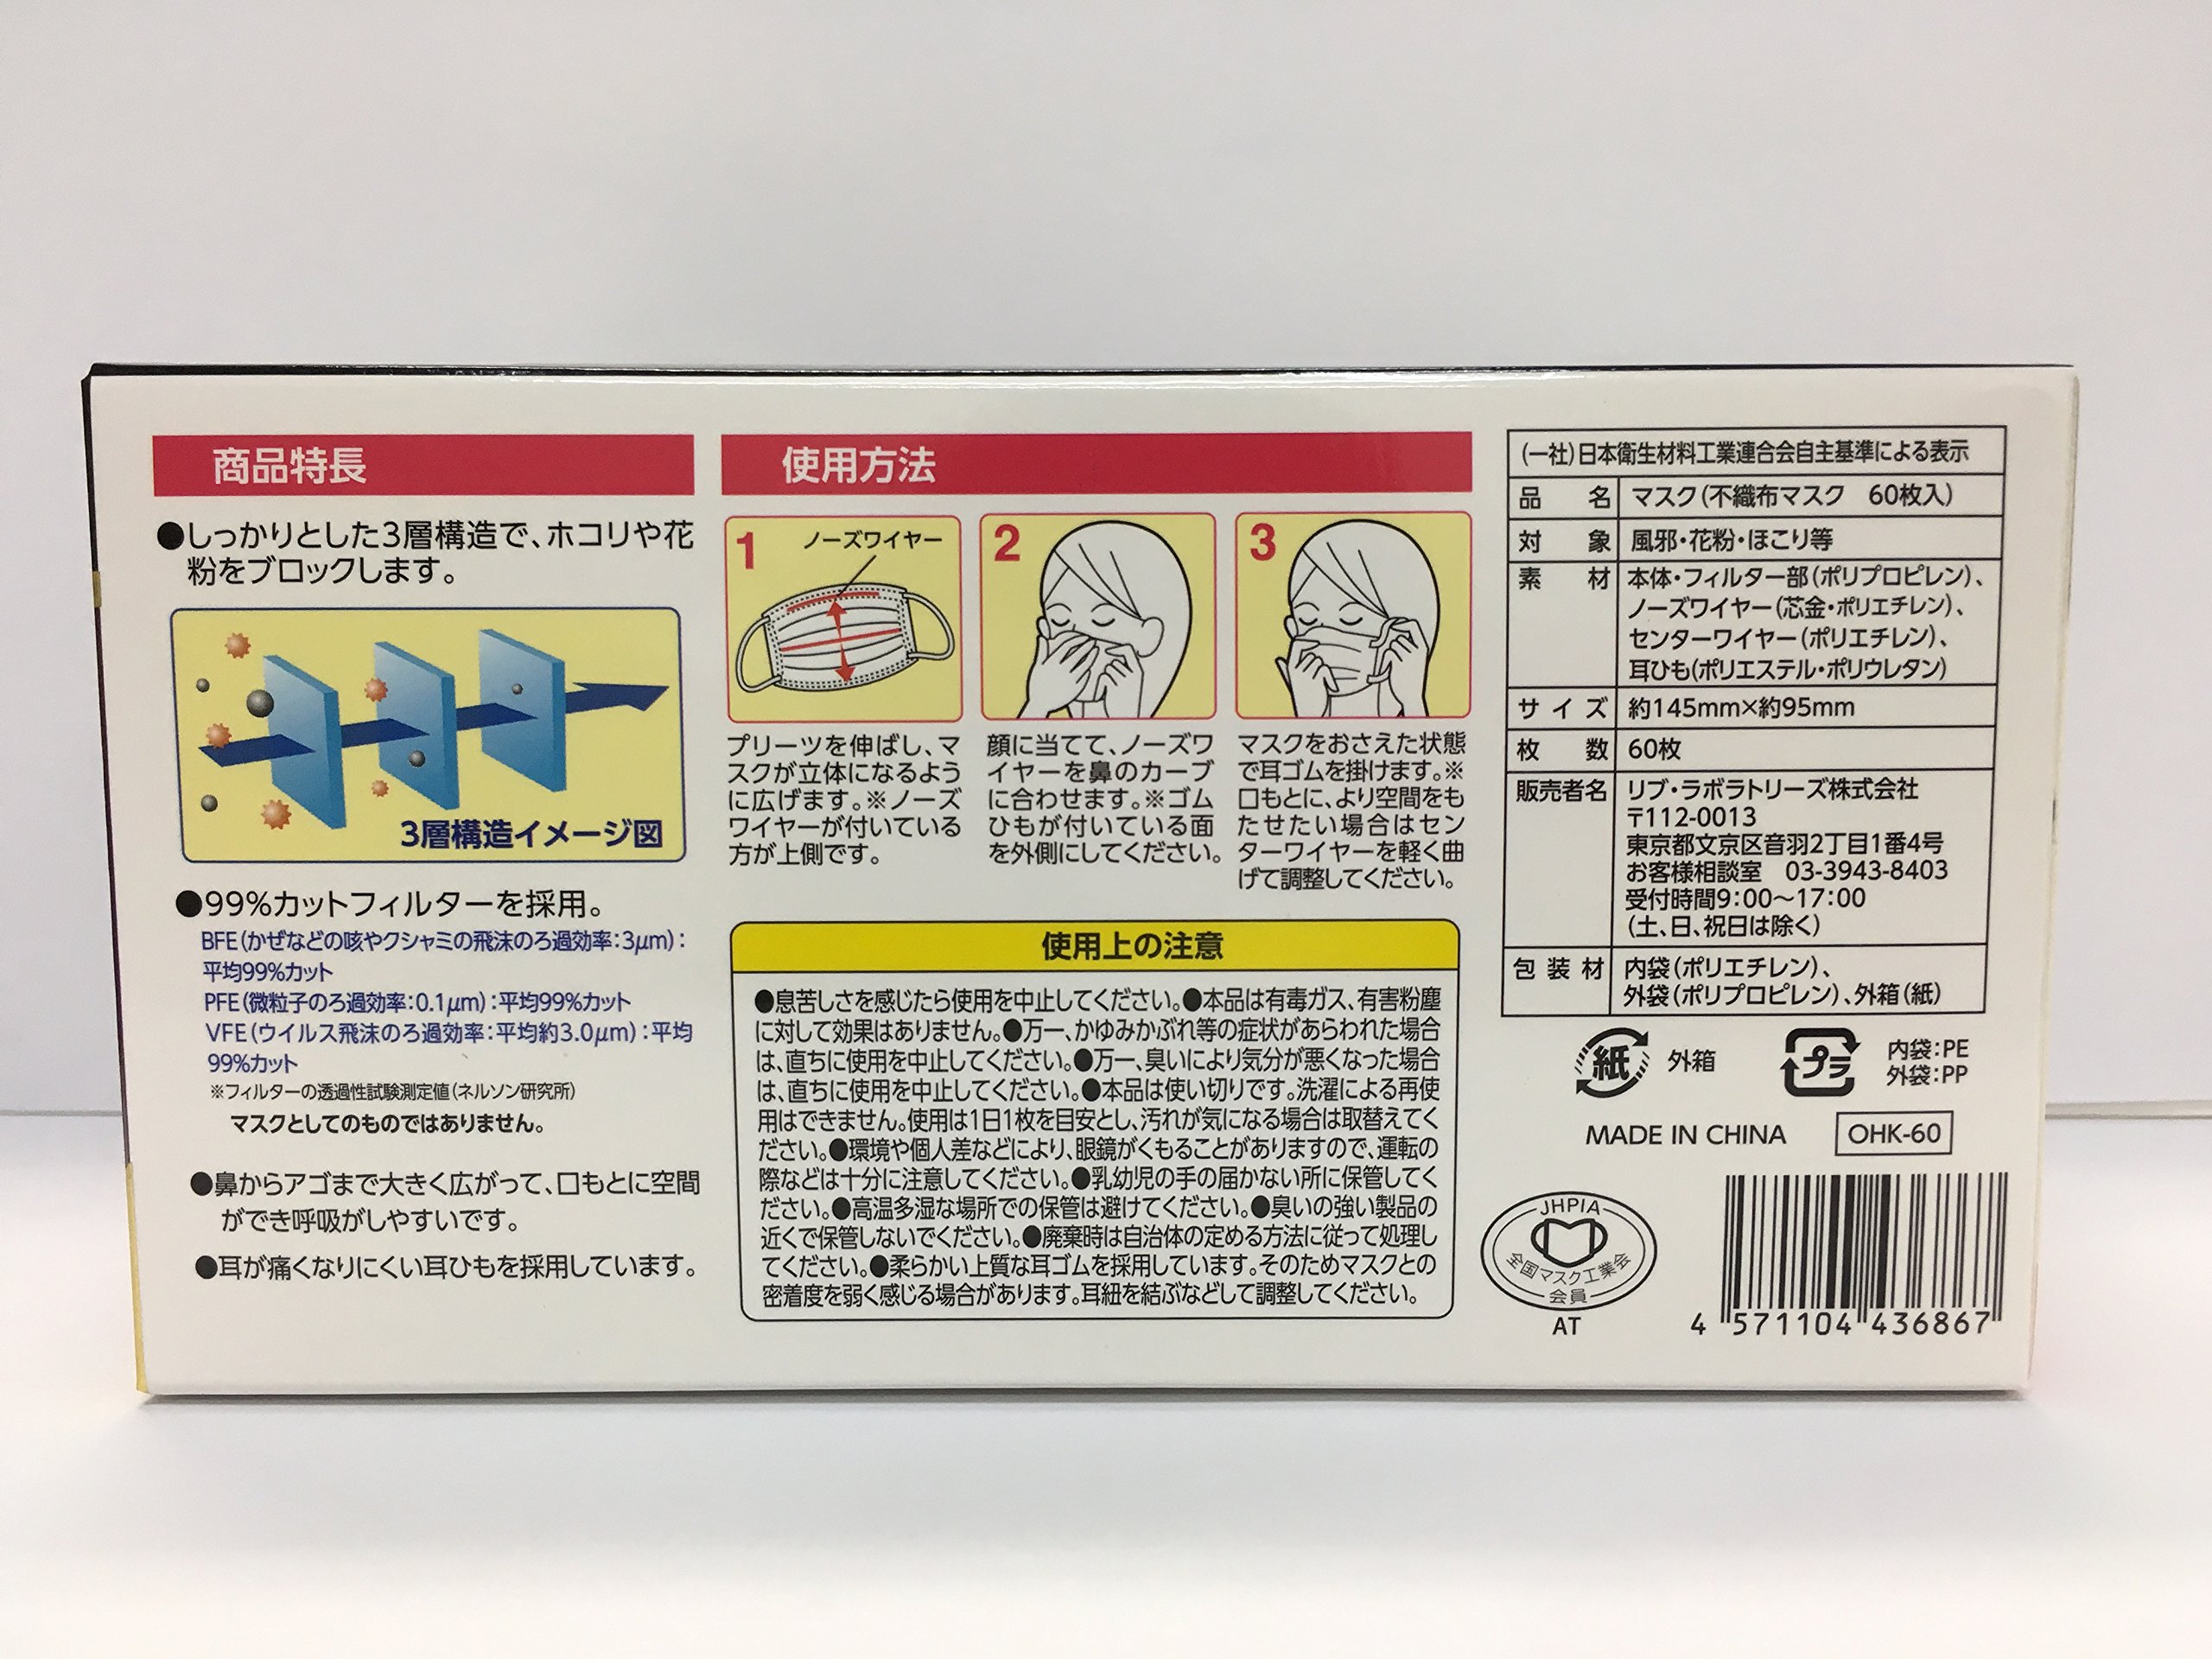 商品特長
●しっかりとした3層構造で、ホコリや花
粉をブロックします。
3層構造イメージ図
●99%カットフィルターを採用。
BFE(かぜなどの咳やクシャミの飛沫のろ過効率:3μm):
平均99%カット
PFE(微粒子のろ過効率:0.1μm):平均99%カット
VFE(ウイルス飛沫のろ過効率:平均約3.0μm):平均
99%カット
※フィルターの透過性試験測定値(ネルソン研究所)
マスクとしてのものではありません。
●鼻からアゴまで大きく広がって、口もとに空間
ができ呼吸がしやすいです。
●耳が痛くなりにくい耳ひもを採用しています。
使用方法
1 ノーズワイヤー
プリーツを伸ばし、マ
スクが立体になるよう
に広げます。※ノーズ
ワイヤーが付いている
方が上側です。
2
顔に当てて、ノーズワ
イヤーを鼻のカーブ
に合わせます。※ゴム
ひもが付いている面
を外側にしてください。
3
マスクをおさえた状態
で耳ゴムを掛けます。※
口もとに、より空間をも
たせたい場合はセン
ターワイヤーを軽く曲
げて調整してください。
使用上の注意
●息苦しさを感じたら使用を中止してください。●本品は有毒ガス、有害粉塵
に対して効果はありません。●万一、かゆみかぶれ等の症状があらわれた場合
は、直ちに使用を中止してください。●万一、臭いにより気分が悪くなった場合
は、直ちに使用を中止してください。●本品は使い切りです。洗濯による再使
用はできません。使用は1日1枚を目安とし、汚れが気になる場合は取替えてく
ださい。●環境や個人差などにより、眼鏡がくもることがありますので、運転の
際などは十分に注意してください。●乳幼児の手の届かない所に保管してく
ださい。●高温多湿な場所での保管は避けてください。●臭いの強い製品の
近くで保管しないでください。●廃棄時は自治体の定める方法に従って処理し
てください。●柔らかい上質な耳ゴムを採用しています。そのためマスクとの
密着度を弱く感じる場合があります。耳紐を結ぶなどして調整してください。
(一社)日本衛生材料工業連合会自主基準による表示
品名 マスク(不織布マスク 60枚入)
対象 風邪・花粉・ほこり等
素材 本体・フィルター部(ポリプロピレン)、
ノーズワイヤー(芯金・ポリエチレン)、
センターワイヤー(ポリエチレン)、
耳ひも(ポリエステル・ポリウレタン)
サイズ 約145mm×約95mm
枚数 60枚
販売者名 リブ・ラボラトリーズ株式会社
〒112-0013
東京都文京区音羽2丁目1番4号
お客様相談室 03-3943-8403
受付時間9:00〜17:00
(土、日、祝日は除く)
包装材 内袋(ポリエチレン)、
外袋(ポリプロピレン)、外箱(紙)
紙 外箱
プラ 内袋:PE
外袋:PP
MADE IN CHINA OHK-60
JHPIA
全国マスク工業会
会員
AT
4 571104 436867